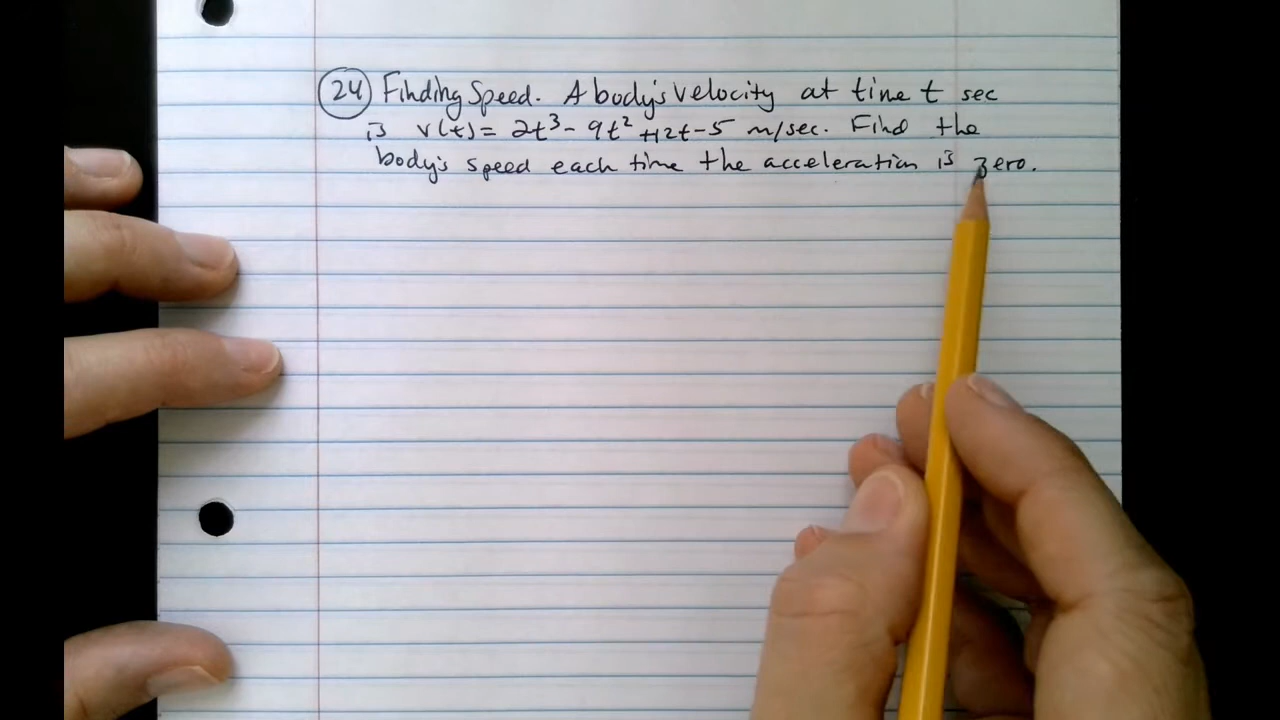 24 Finding Speed. A body's velocity at time t sec
is v(t) = 2t³ - 9t² + 12t - 5 m/sec. Find the
body's speed each time the acceleration is zero.